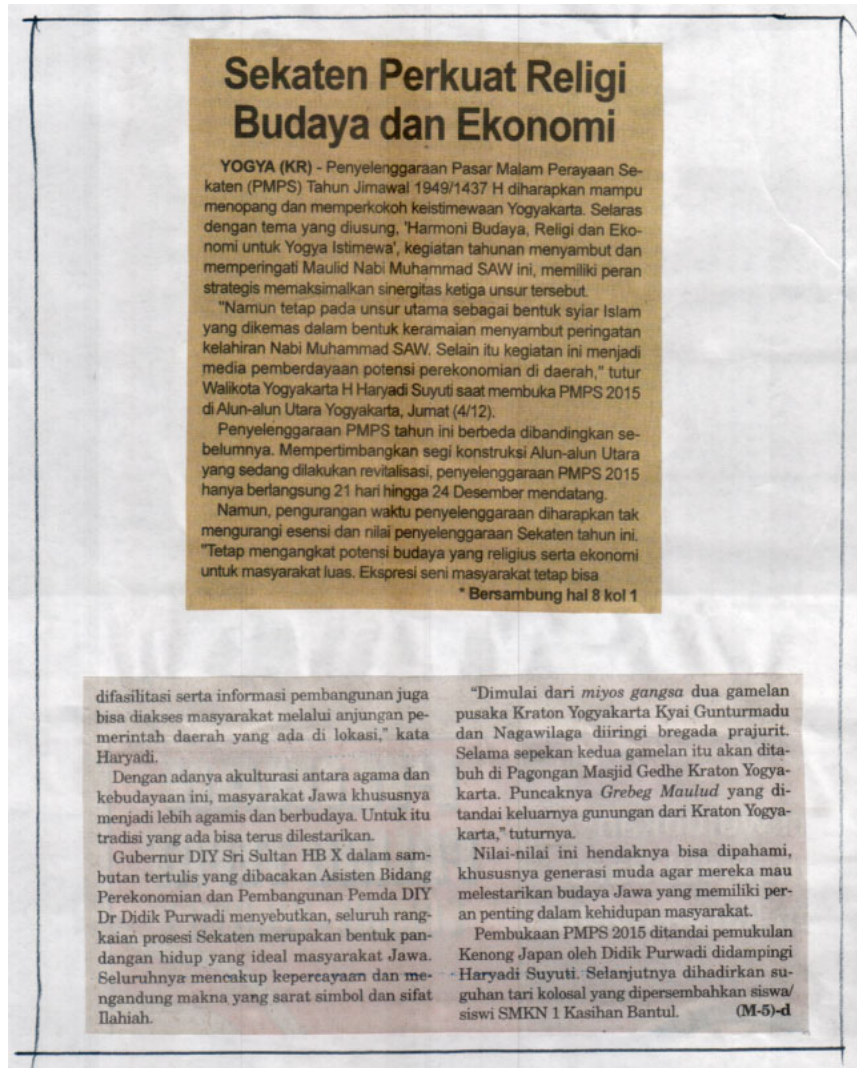 Sekaten Perkuat Religi
Budaya dan Ekonomi
YOGYA (KR) - Penyelenggaraan Pasar Malam Perayaan Se-
katen (PMPS) Tahun Jimawal 1949/1437 H diharapkan mampu
menopang dan memperkokoh keistimewaan Yogyakarta. Selaras
dengan tema yang diusung, 'Harmoni Budaya, Religi dan Eko-
nomi untuk Yogya Istimewa', kegiatan tahunan menyambut dan
memperingati Maulid Nabi Muhammad SAW ini, memiliki peran
strategis memaksimalkan sinergitas ketiga unsur tersebut.
"Namun tetap pada unsur utama sebagai bentuk syiar Islam
yang dikemas dalam bentuk keramaian menyambut peringatan
kelahiran Nabi Muhammad SAW. Selain itu kegiatan ini menjadi
media pemberdayaan potensi perekonomian di daerah," tutur
Walikota Yogyakarta H Haryadi Suyuti saat membuka PMPS 2015
di Alun-alun Utara Yogyakarta, Jumat (4/12).
Penyelenggaraan PMPS tahun ini berbeda dibandingkan se-
belumnya. Mempertimbangkan segi konstruksi Alun-alun Utara
yang sedang dilakukan revitalisasi, penyelenggaraan PMPS 2015
hanya berlangsung 21 hari hingga 24 Desember mendatang.
Namun, pengurangan waktu penyelenggaraan diharapkan tak
mengurangi esensi dan nilai penyelenggaraan Sekaten tahun ini.
"Tetap mengangkat potensi budaya yang religius serta ekonomi
untuk masyarakat luas. Ekspresi seni masyarakat tetap bisa
* Bersambung hal 8 kol 1
difasilitasi serta informasi pembangunan juga
bisa diakses masyarakat melalui anjungan pe-
merintah daerah yang ada di lokasi," kata
Haryadi.
Dengan adanya akulturasi antara agama dan
kebudayaan ini, masyarakat Jawa khususnya
menjadi lebih agamis dan berbudaya. Untuk itu
tradisi yang ada bisa terus dilestarikan.
Gubernur DIY Sri Sultan HB X dalam sam-
butan tertulis yang dibacakan Asisten Bidang
Perekonomian dan Pembangunan Pemda DIY
Dr Didik Purwadi menyebutkan, seluruh rang-
kaian prosesi Sekaten merupakan bentuk pan-
dangan hidup yang ideal masyarakat Jawa.
Seluruhnya mencakup kepercayaan dan me-
ngandung makna yang sarat simbol dan sifat
Ilahiah.
"Dimulai dari miyos gangsa dua gamelan
pusaka Kraton Yogyakarta Kyai Gunturmadu
dan Nagawilaga diiringi bregada prajurit.
Selama sepekan kedua gamelan itu akan dita-
buh di Pagongan Masjid Gedhe Kraton Yogya-
karta. Puncaknya Grebeg Maulud yang di-
tandai keluarnya gunungan dari Kraton Yogya-
karta," tuturnya.
Nilai-nilai ini hendaknya bisa dipahami,
khususnya generasi muda agar mereka mau
melestarikan budaya Jawa yang memiliki per-
an penting dalam kehidupan masyarakat.
Pembukaan PMPS 2015 ditandai pemukulan
Kenong Japan oleh Didik Purwadi didampingi
Haryadi Suyuti. Selanjutnya dihadirkan su-
guhan tari kolosal yang dipersembahkan siswa/
siswi SMKN 1 Kasihan Bantul. (M-5)-d